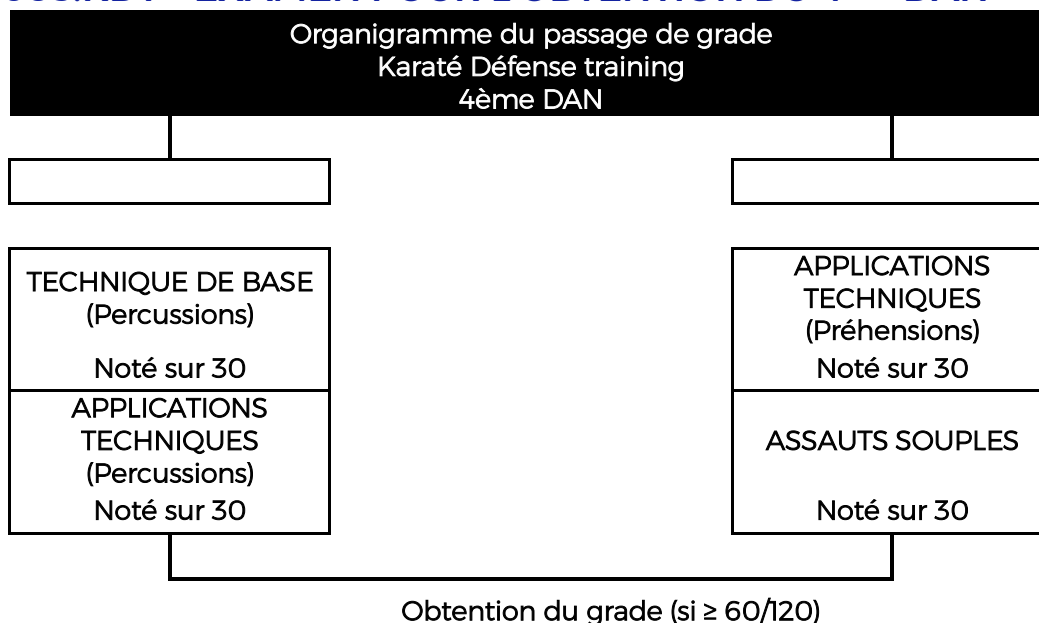 Organigramme du passage de grade
Karaté Défense training
4ème DAN
TECHNIQUE DE BASE
(Percussions)
Noté sur 30
APPLICATIONS
TECHNIQUES
(Percussions)
Noté sur 30
APPLICATIONS
TECHNIQUES
(Préhensions)
Noté sur 30
ASSAUTS SOUPLES
Noté sur 30
Obtention du grade (si ≥ 60/120)